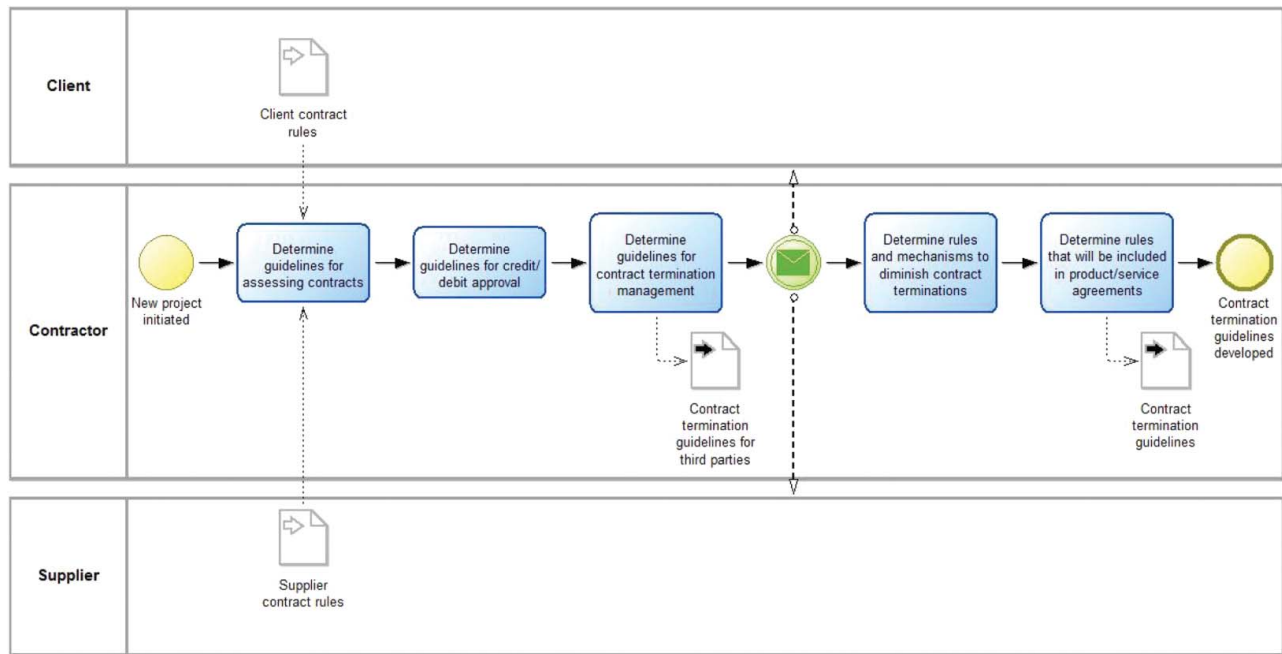 Client
Client contract
rules
Contractor
New project
initiated
Determine
guidelines for
assessing contracts
Determine
guidelines for credit/
debit approval
Determine
guidelines for
contract termination
management
Contract
termination
guidelines for
third parties
Determine rules
and mechanisms to
diminish contract
terminations
Determine rules
that will be included
in product/service
agreements
Contract
termination
guidelines
Contract
termination
guidelines
developed
Supplier
Supplier
contract rules